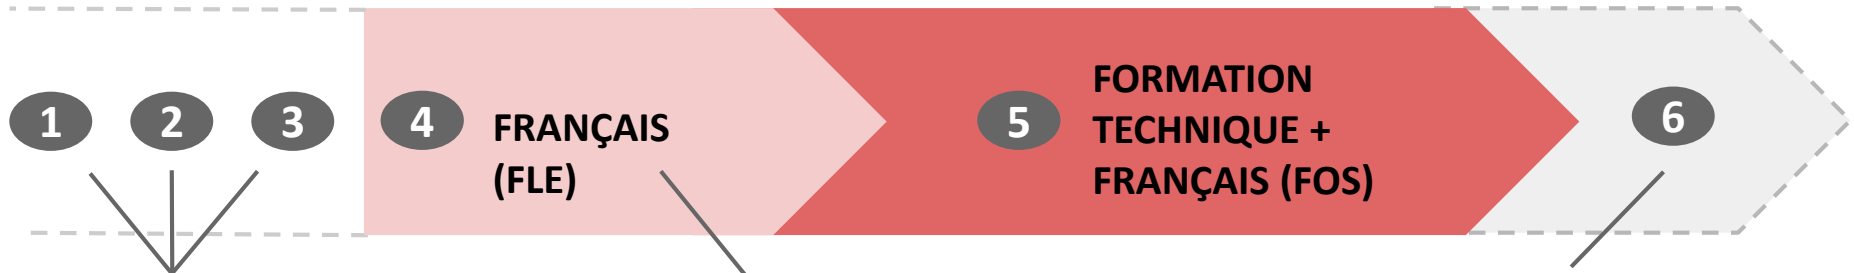 1 2 3 4 FRANÇAIS
(FLE)
5 FORMATION
TECHNIQUE +
FRANÇAIS (FOS)
6